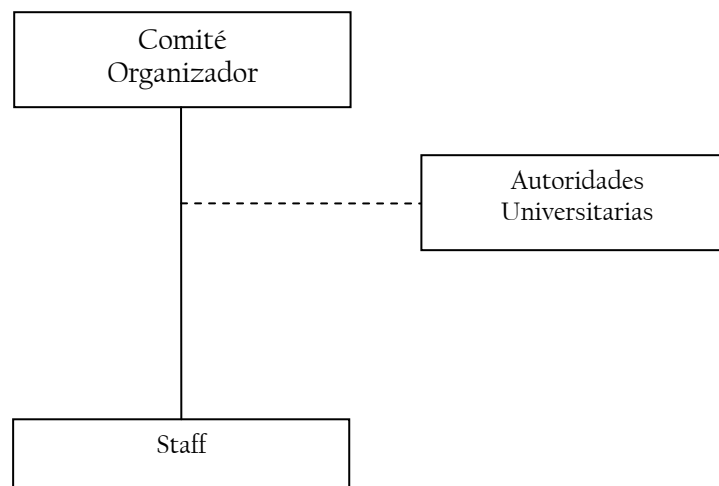 Comité
Organizador
Autoridades
Universitarias
Staff